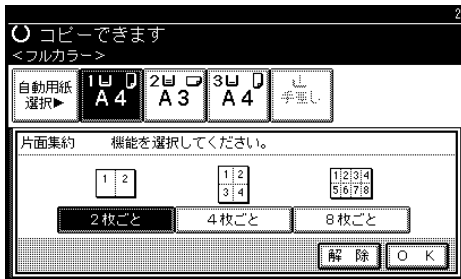 2
コピーできます
<フルカラー>
自動用紙
選択▶
1
A4
2
A3
3
A4
手差し
片面集約 機能を選択してください。
1 2
1 2
3 4
1 2 3 4
5 6 7 8
2枚ごと
4枚ごと
8枚ごと
解 除
O K